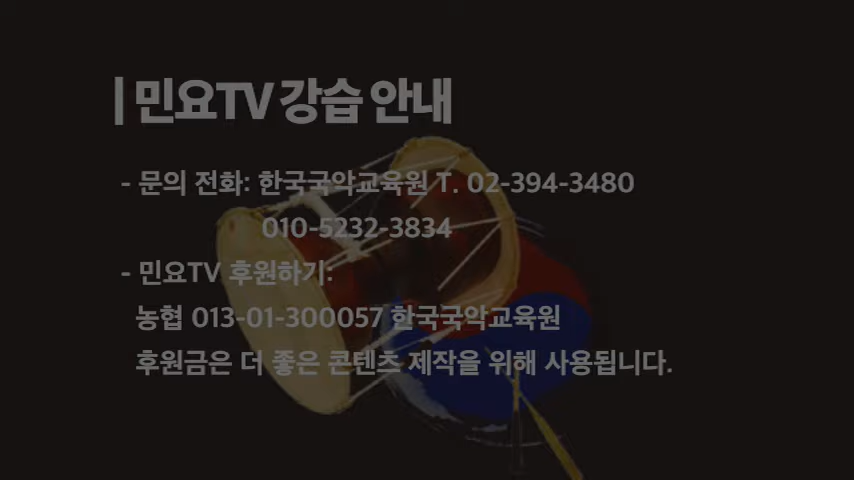 민요TV 강습 안내
- 문의 전화: 한국국악교육원 T. 02-394-3480
010-5232-3834
- 민요TV 후원하기:
농협 013-01-300057 한국국악교육원
후원금은 더 좋은 콘텐츠 제작을 위해 사용됩니다.